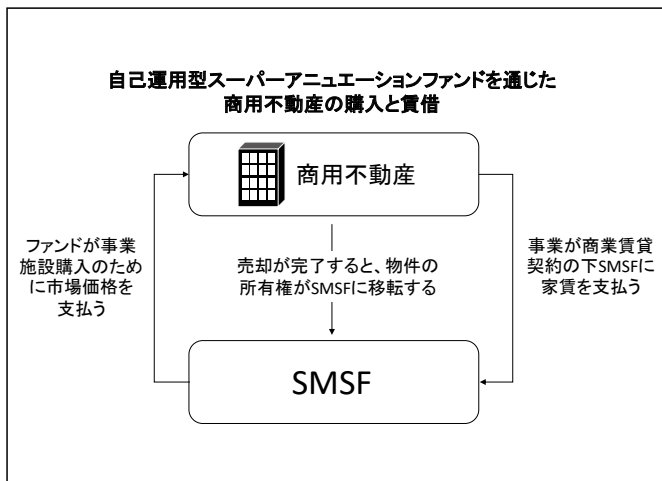 自己運用型スーパーアニュエーションファンドを通じた
商用不動産の購入と賃借
商用不動産
ファンドが事業
施設購入のため
に市場価格を
支払う
売却が完了すると、物件の
所有権がSMSFに移転する
事業が商業賃貸
契約の下SMSFに
家賃を支払う
SMSF